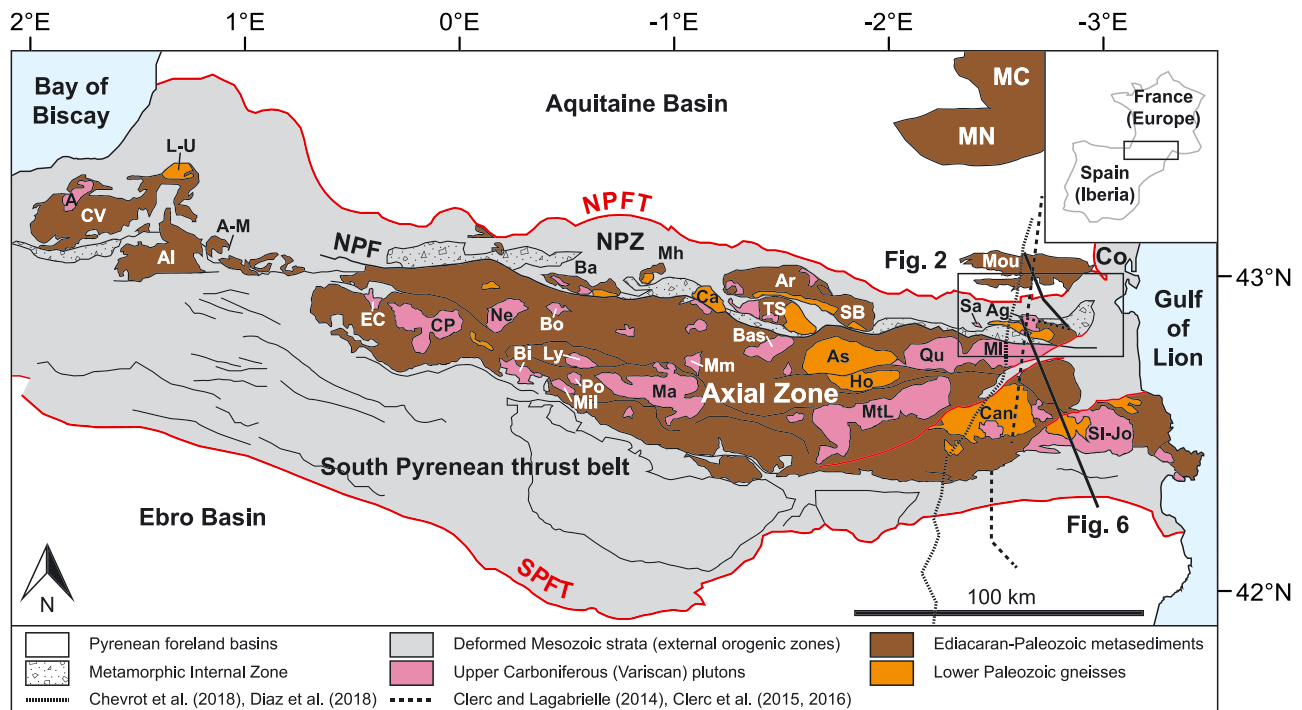 2°E 1°E 0°E -1°E -2°E -3°E
Bay of
Biscay
Aquitaine Basin
MC
MN
France
(Europe)
Spain
(Iberia)
L-U
A
CV
A-M
Al
NPFT
NPF
NPZ
Mh
Ba
Ca
Ar
TS
SB
Fig. 2
Mou
Co
43°N
Sa
Ag
Gulf
of
Lion
EC
CP
Ne
Bo
Bas
As
Qu
Ml
Bi
Ly
Mm
Ho
Po
Mil
Ma
Axial Zone
MtL
Can
Sl-Jo
South Pyrenean thrust belt
Ebro Basin
Fig. 6
SPFT
N
100 km
42°N
Pyrenean foreland basins
Deformed Mesozoic strata (external orogenic zones)
Ediacaran-Paleozoic metasediments
Metamorphic Internal Zone
Upper Carboniferous (Variscan) plutons
Lower Paleozoic gneisses
Chevrot et al. (2018), Diaz et al. (2018)
Clerc and Lagabrielle (2014), Clerc et al. (2015, 2016)